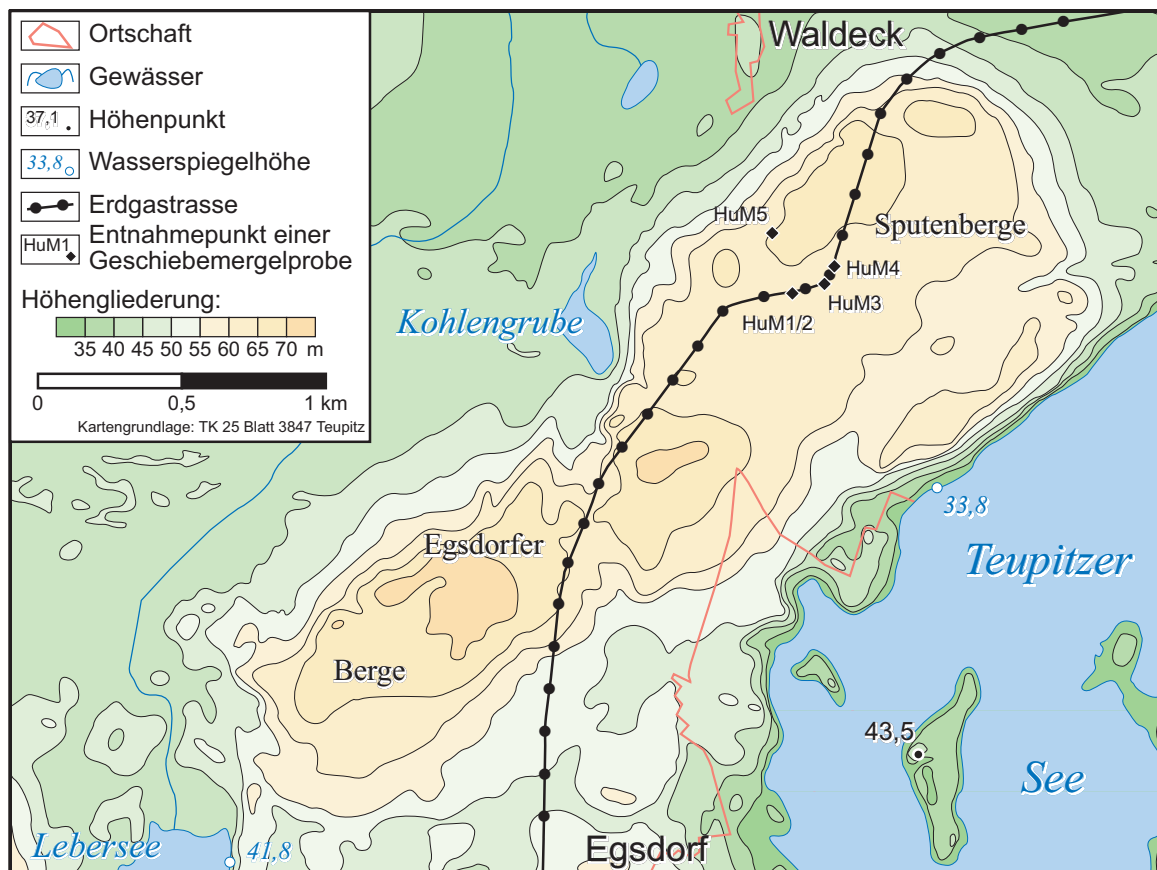 Ortschaft
Gewässer
37,1
Höhenpunkt
33,8
Wasserspiegelhöhe
Erdgastrasse
HuM1
Entnahmepunkt einer
Geschiebemergelprobe
Höhengliederung:
35 40 45 50 55 60 65 70 m
0 0,5 1 km
Kartengrundlage: TK 25 Blatt 3847 Teupitz
Waldeck
HuM5
Sputenberge
HuM4
HuM3
HuM1/2
Kohlengrube
33,8
Egsdorfer
Teupitzer
Berge
43,5
See
Lebersee
41,8
Egsdorf